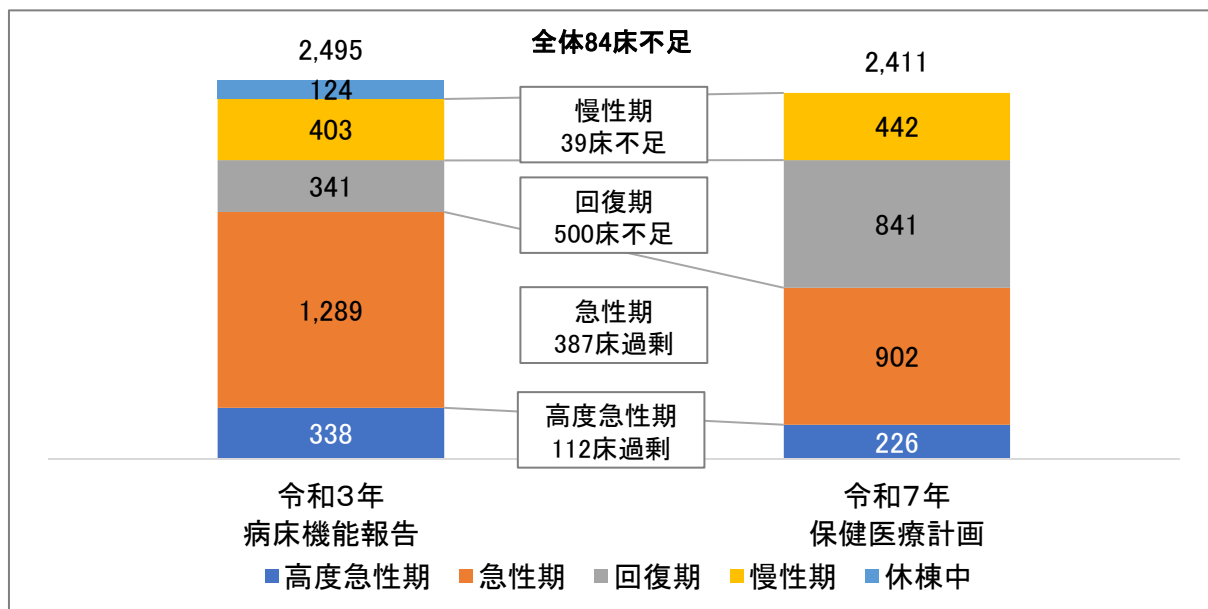 全体84床不足
2,495
124
403
341
1,289
338
慢性期
39床不足
回復期
500床不足
急性期
387床過剰
高度急性期
112床過剰
2,411
442
841
902
226
令和3年
病床機能報告
令和7年
保健医療計画
高度急性期 急性期 回復期 慢性期 休棟中